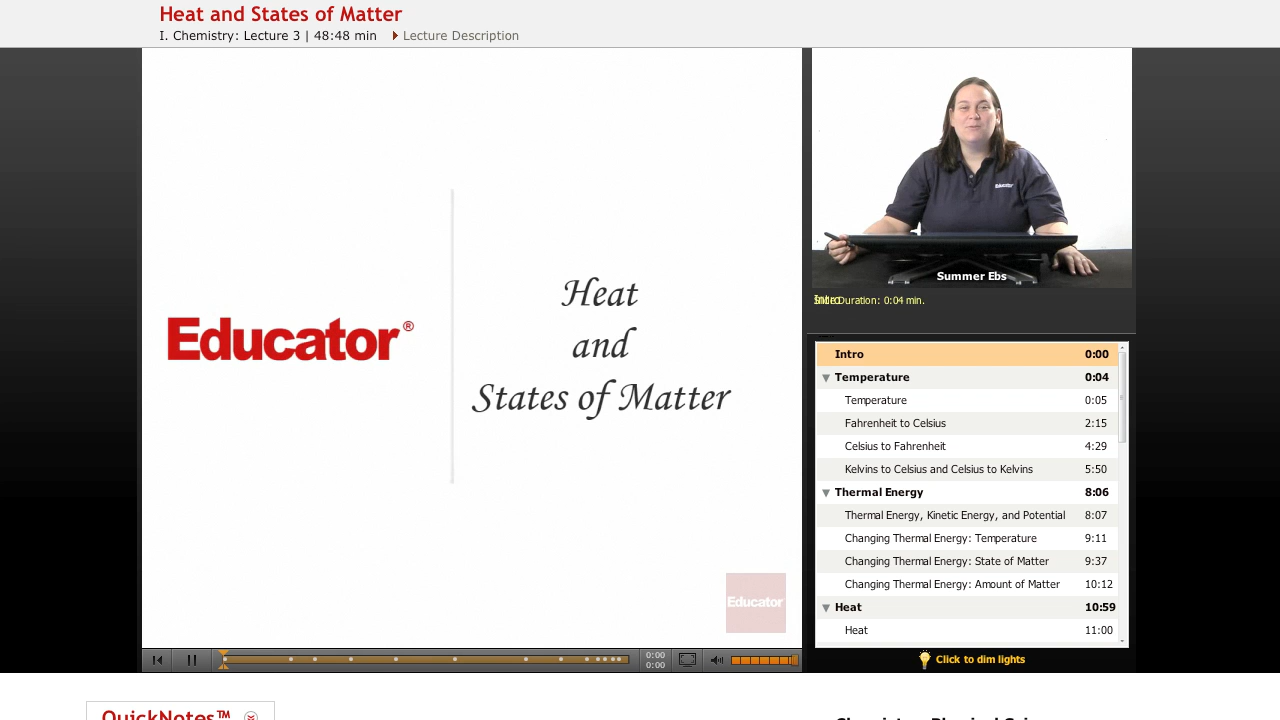 Heat and States of Matter
I. Chemistry: Lecture 3 | 48:48 min
Lecture Description
Educator®
Heat
and
States of Matter
Educator
Educator
Summer Ebs
Duration: 0:04 min.
Intro 0:00
Temperature 0:04
Temperature 0:05
Fahrenheit to Celsius 2:15
Celsius to Fahrenheit 4:29
Kelvins to Celsius and Celsius to Kelvins 5:50
Thermal Energy 8:06
Thermal Energy, Kinetic Energy, and Potential 8:07
Changing Thermal Energy: Temperature 9:11
Changing Thermal Energy: State of Matter 9:37
Changing Thermal Energy: Amount of Matter 10:12
Heat 10:59
Heat 11:00
0:00
0:00
Click to dim lights
QuickNotes™